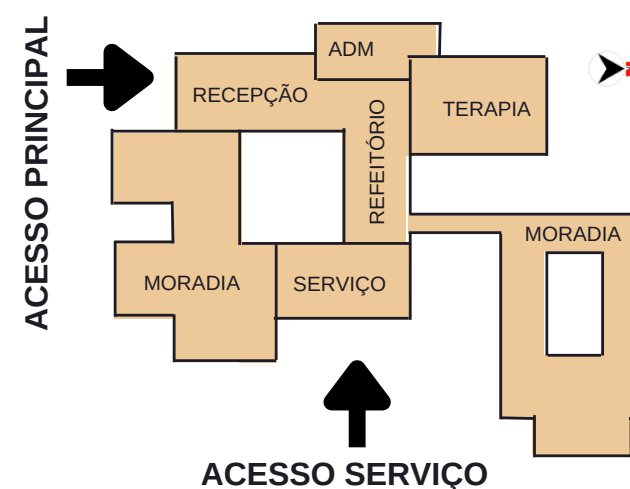 ACESSO PRINCIPAL
ADM
RECEPÇÃO
REFEITÓRIO
TERAPIA
MORADIA
MORADIA
SERVIÇO
ACESSO SERVIÇO